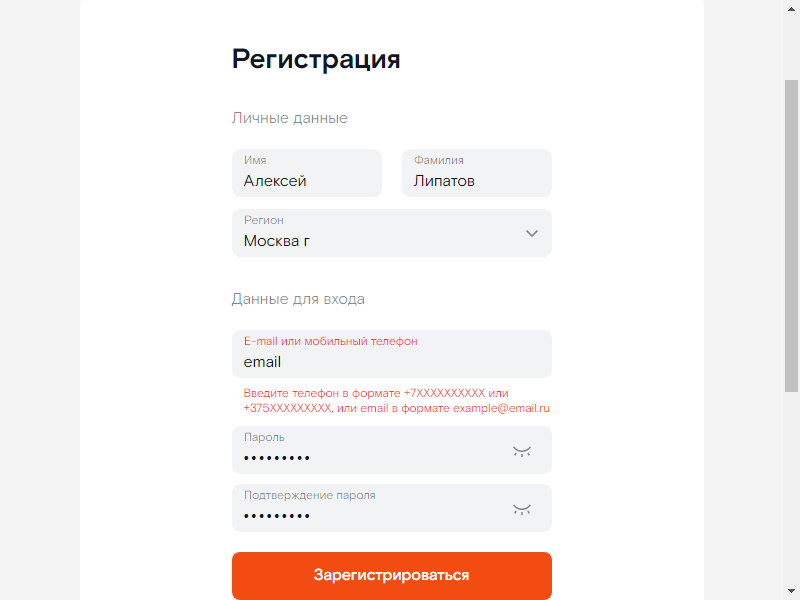 Регистрация
Личные данные
Имя
Алексей
Фамилия
Липатов
Регион
Москва г
Данные для входа
E-mail или мобильный телефон
email
Введите телефон в формате +7XXXXXXXXXX или
+375XXXXXXXXX, или email в формате example@email.ru
Пароль
•••••••••
Подтверждение пароля
•••••••••
Зарегистрироваться